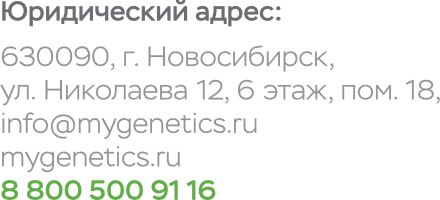 Юридический адрес:
630090, г. Новосибирск,
ул. Николаева 12, 6 этаж, пом. 18,
info@mygenetics.ru
mygenetics.ru
8 800 500 91 16